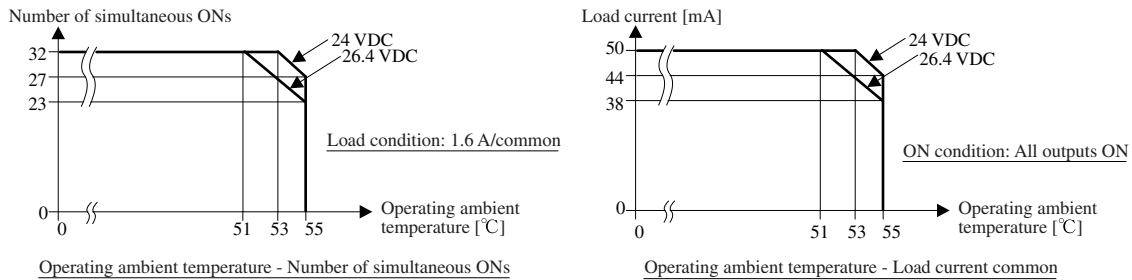 Number of simultaneous ONs
32
27
23
0
0
51
53
55
24 VDC
26.4 VDC
Load condition: 1.6 A/common
Operating ambient
temperature [°C]
Operating ambient temperature - Number of simultaneous ONs
Load current [mA]
50
44
38
0
0
51
53
55
24 VDC
26.4 VDC
ON condition: All outputs ON
Operating ambient
temperature [°C]
Operating ambient temperature - Load current common